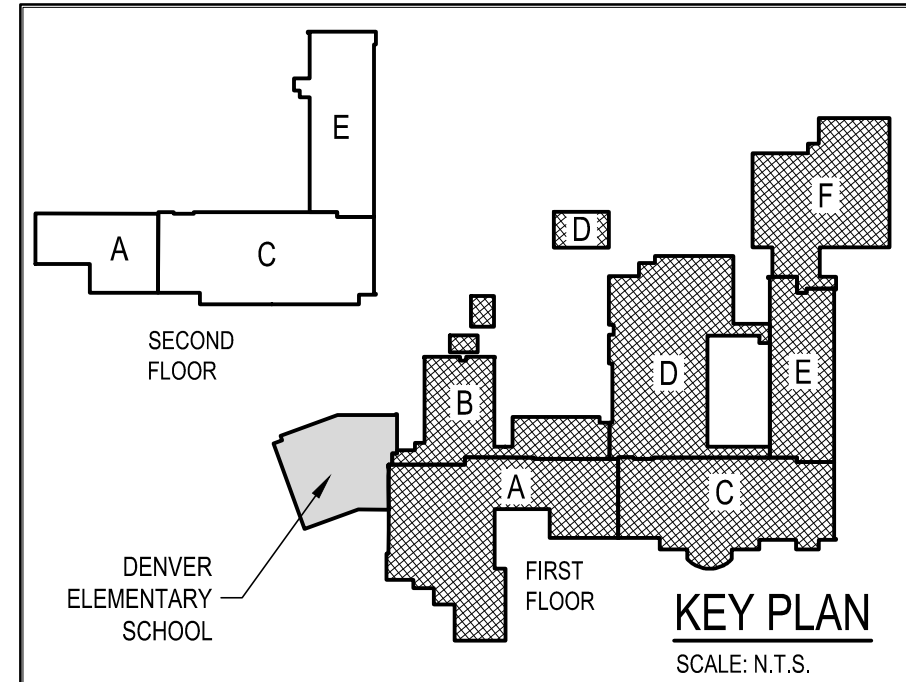 E
A
C
SECOND
FLOOR
F
D
D
E
B
A
C
DENVER
ELEMENTARY
SCHOOL
FIRST
FLOOR
KEY PLAN
SCALE: N.T.S.